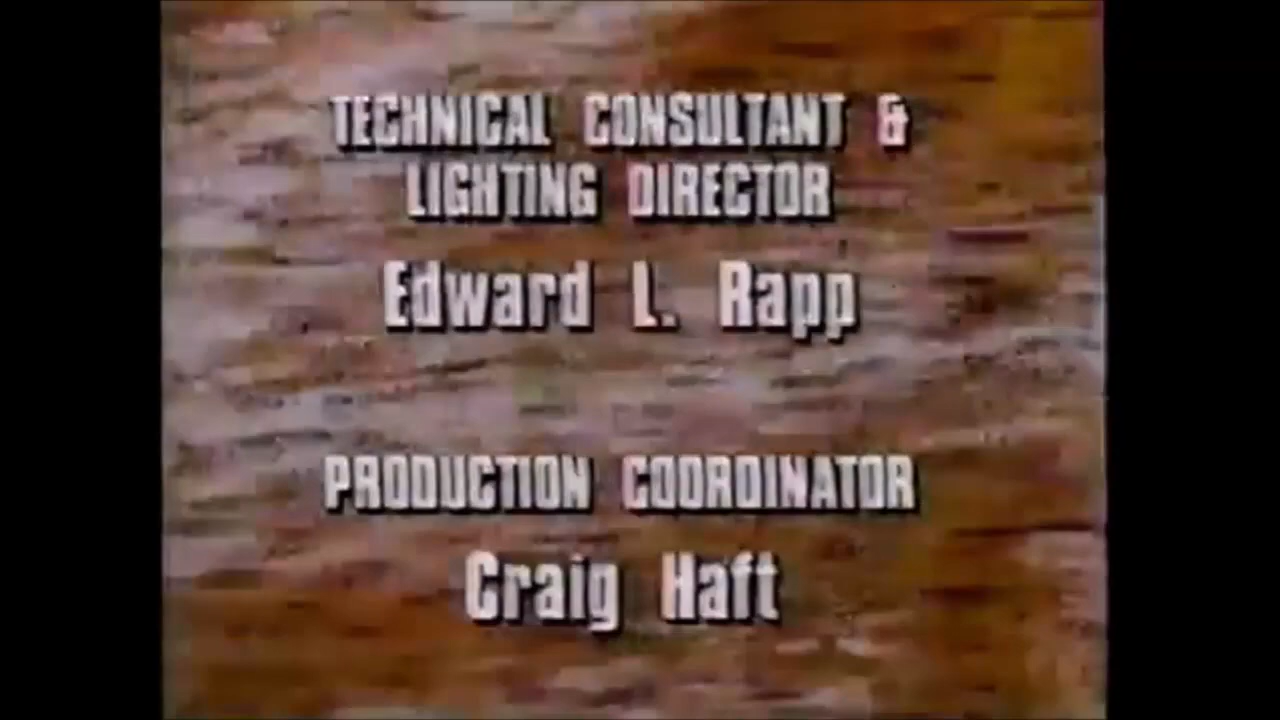 TECHNICAL CONSULTANT &
LIGHTING DIRECTOR
Edward L. Rapp
PRODUCTION COORDINATOR
Craig Haft